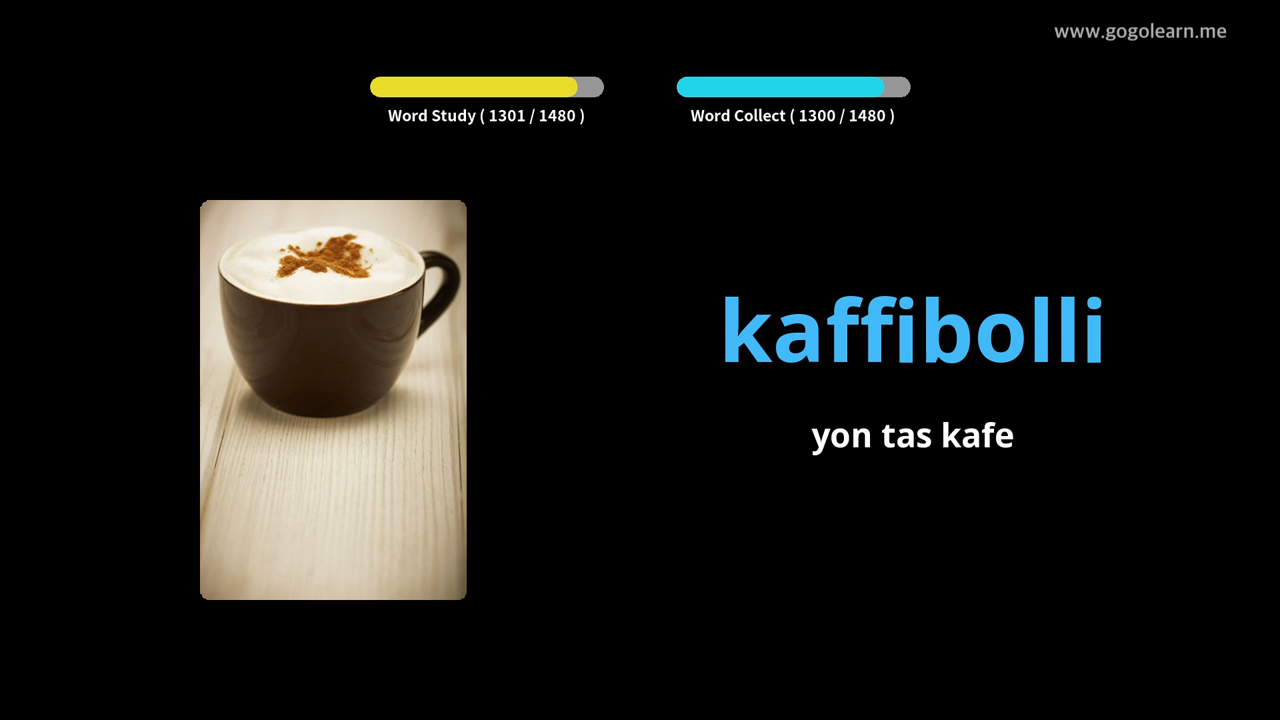 www.gogolearn.me
Word Study ( 1301 / 1480 )
Word Collect ( 1300 / 1480 )
kaffibolli
yon tas kafe